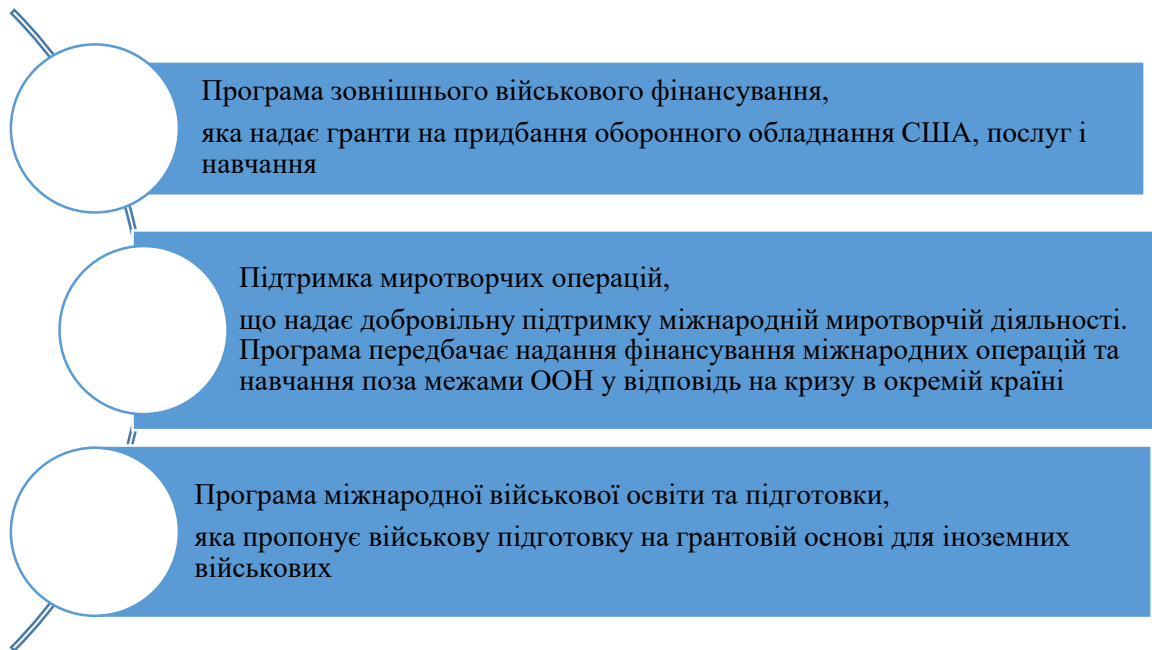 Програма зовнішнього військового фінансування,
яка надає гранти на придбання оборонного обладнання США, послуг і
навчання
Підтримка миротворчих операцій,
що надає добровільну підтримку міжнародній миротворчій діяльності.
Програма передбачає надання фінансування міжнародних операцій та
навчання поза межами ООН у відповідь на кризу в окремій країні
Програма міжнародної військової освіти та підготовки,
яка пропонує військову підготовку на грантовій основі для іноземних
військових